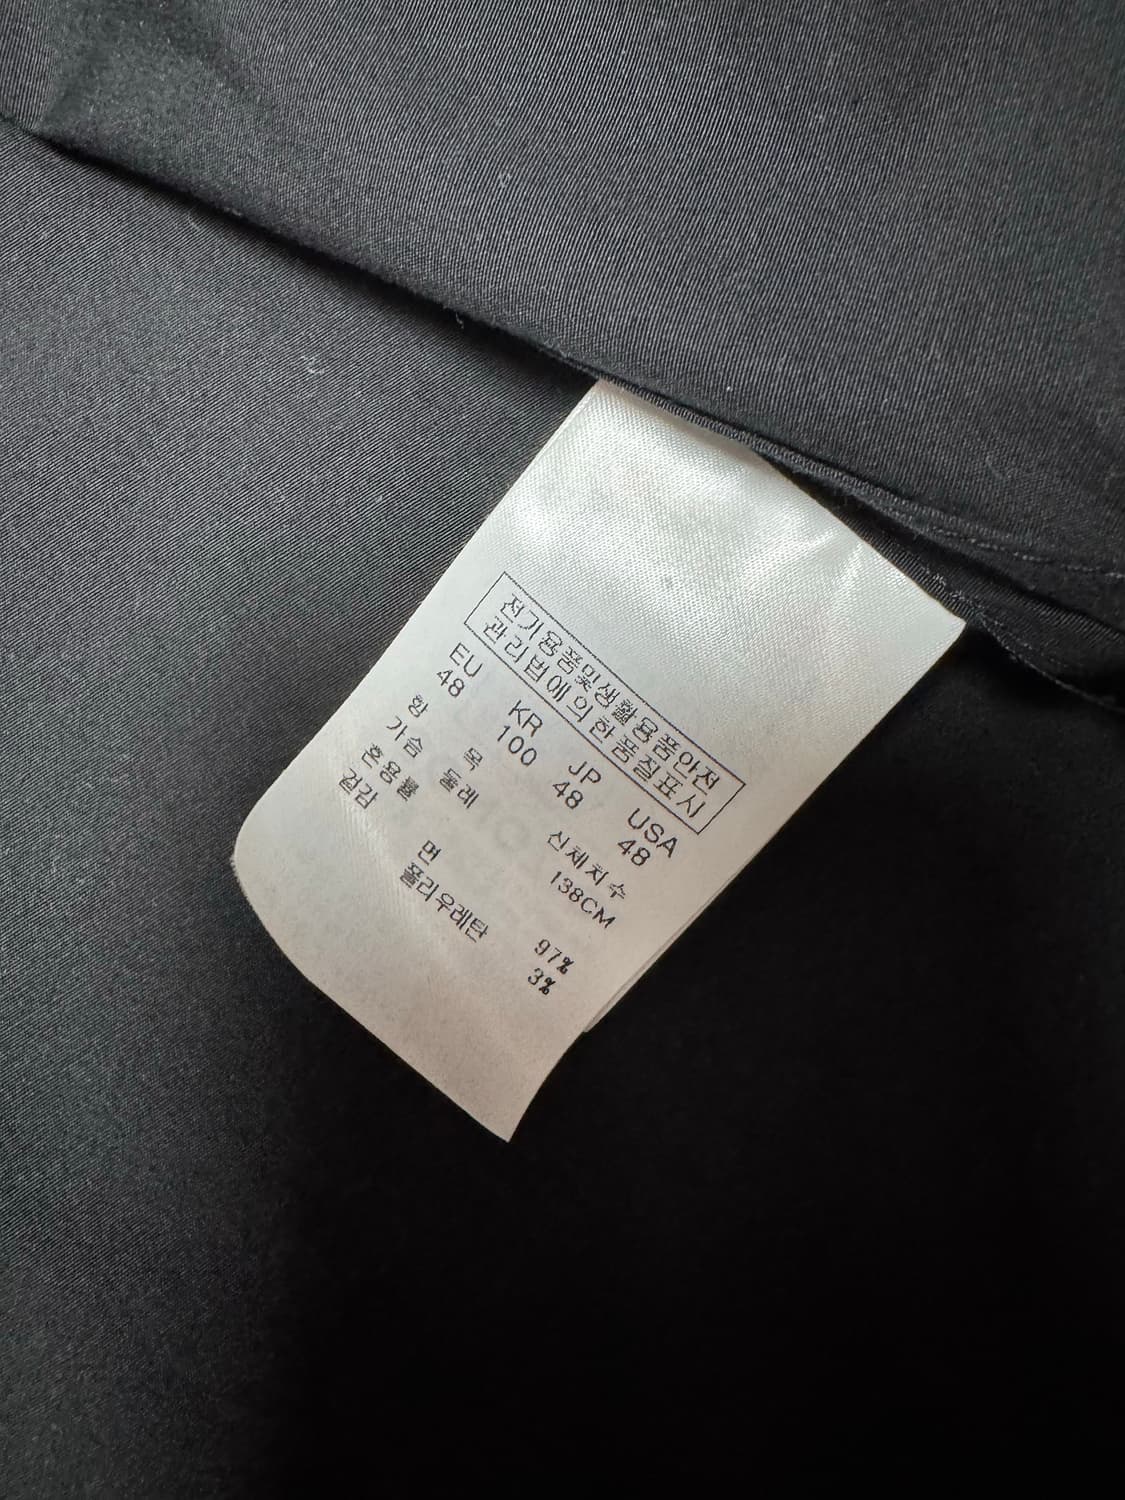 전기용품및생활용품안전
관리법에의한품질표시
EU KR JP USA
48 100 48 48
항 목 신체치수
가슴 둘레 138CM
혼용률
겉감
면 97%
폴리우레탄 3%